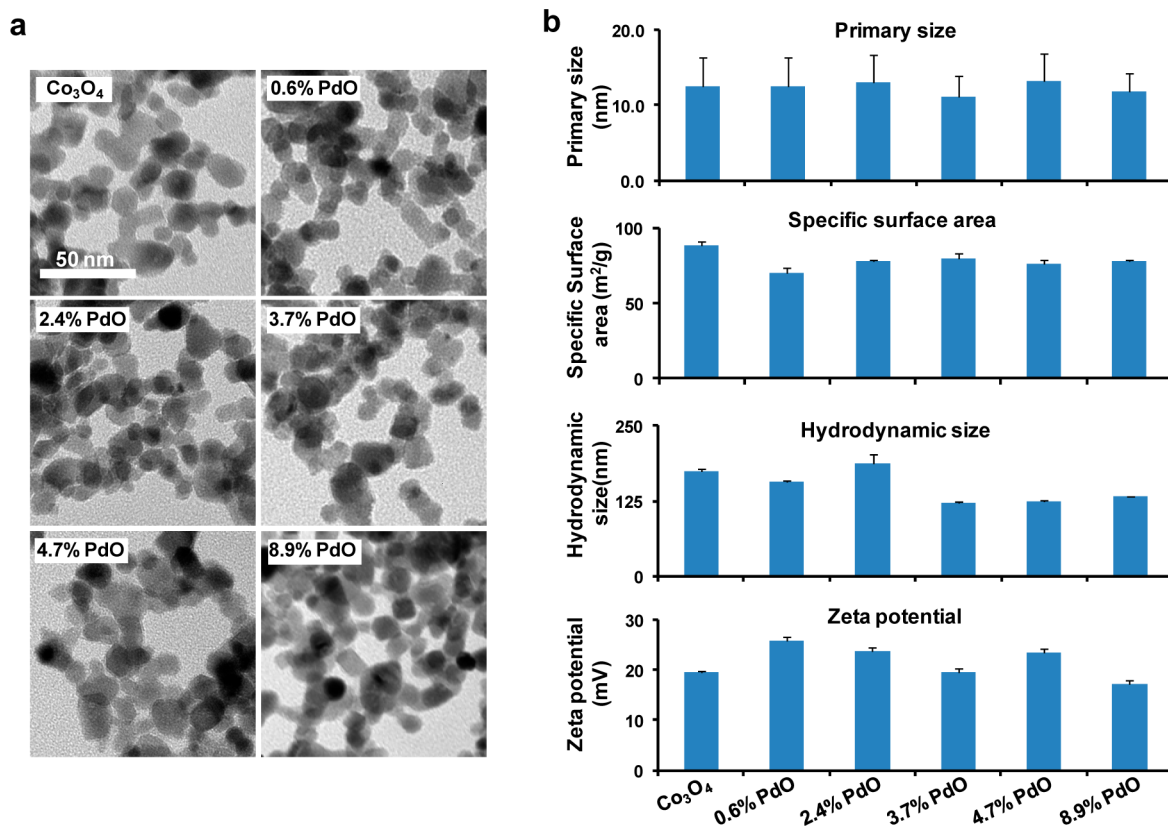 a
Co₃O₄
0.6% PdO
50 nm
2.4% PdO
3.7% PdO
4.7% PdO
8.9% PdO
b
Primary size
Primary size
(nm)
20.0
10.0
0.0
Specific surface area
Specific Surface
area (m²/g)
100
50
0
Hydrodynamic size
Hydrodynamic
size(nm)
250
125
0
Zeta potential
Zeta potential
(mV)
30
20
10
0
Co₃O₄
0.6% PdO
2.4% PdO
3.7% PdO
4.7% PdO
8.9% PdO